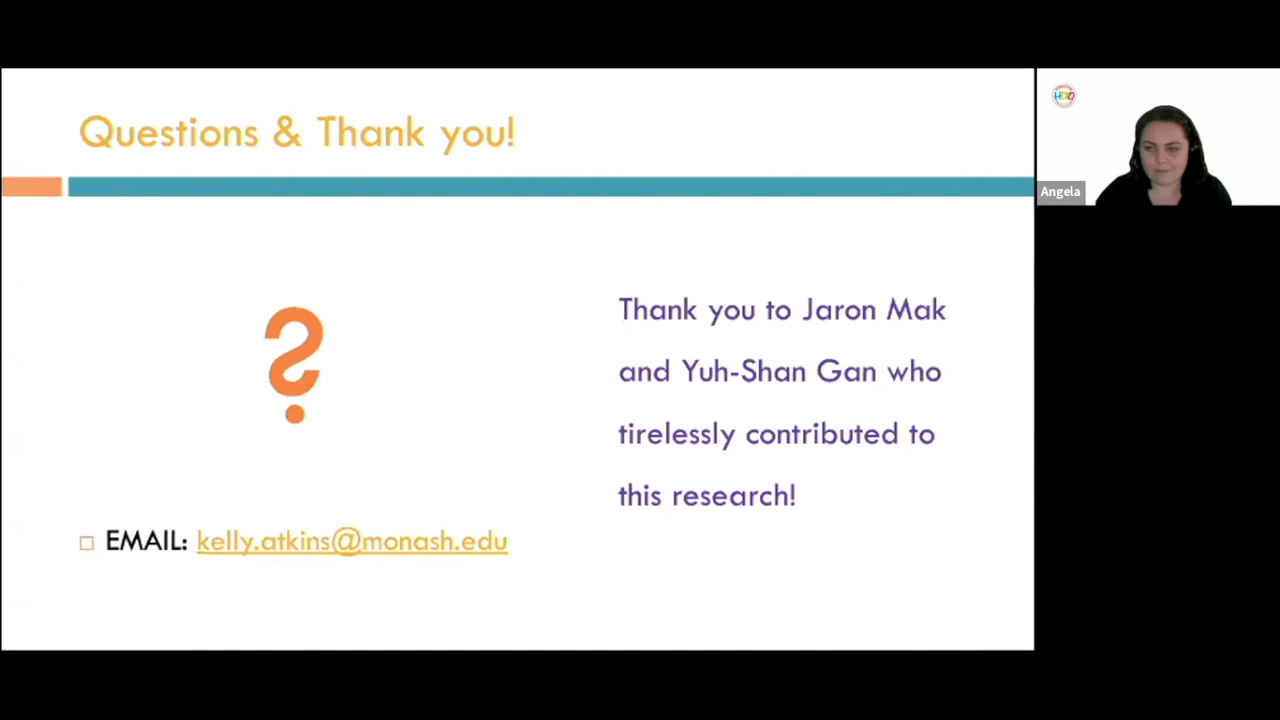 Questions & Thank you!
?
Thank you to Jaron Mak
and Yuh-Shan Gan who
tirelessly contributed to
this research!
EMAIL: kelly.atkins@monash.edu
Angela